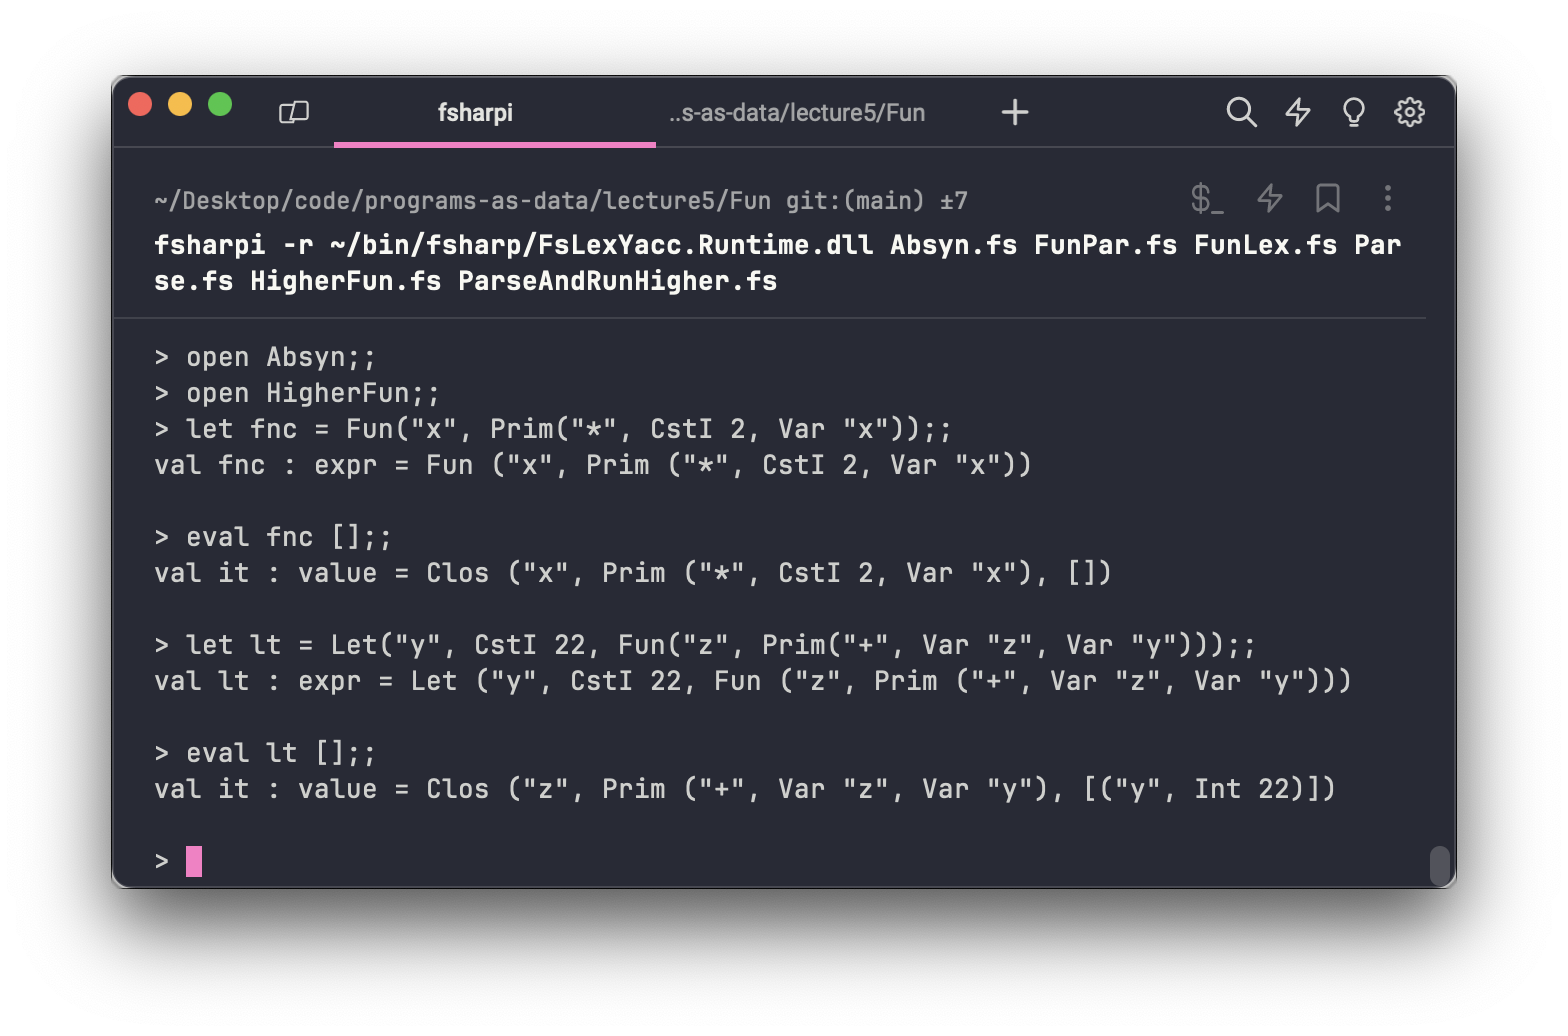 fsharpi
..s-as-data/lecture5/Fun
~/Desktop/code/programs-as-data/lecture5/Fun git:(main) ±7
$_
fsharpi -r ~/bin/fsharp/FsLexYacc.Runtime.dll Absyn.fs FunPar.fs FunLex.fs Par
se.fs HigherFun.fs ParseAndRunHigher.fs
> open Absyn;;
> open HigherFun;;
> let fnc = Fun("x", Prim("*", CstI 2, Var "x"));;
val fnc : expr = Fun ("x", Prim ("*", CstI 2, Var "x"))
> eval fnc [];;
val it : value = Clos ("x", Prim ("*", CstI 2, Var "x"), [])
> let lt = Let("y", CstI 22, Fun("z", Prim("+", Var "z", Var "y")));;
val lt : expr = Let ("y", CstI 22, Fun ("z", Prim ("+", Var "z", Var "y")))
> eval lt [];;
val it : value = Clos ("z", Prim ("+", Var "z", Var "y"), [("y", Int 22)])
>